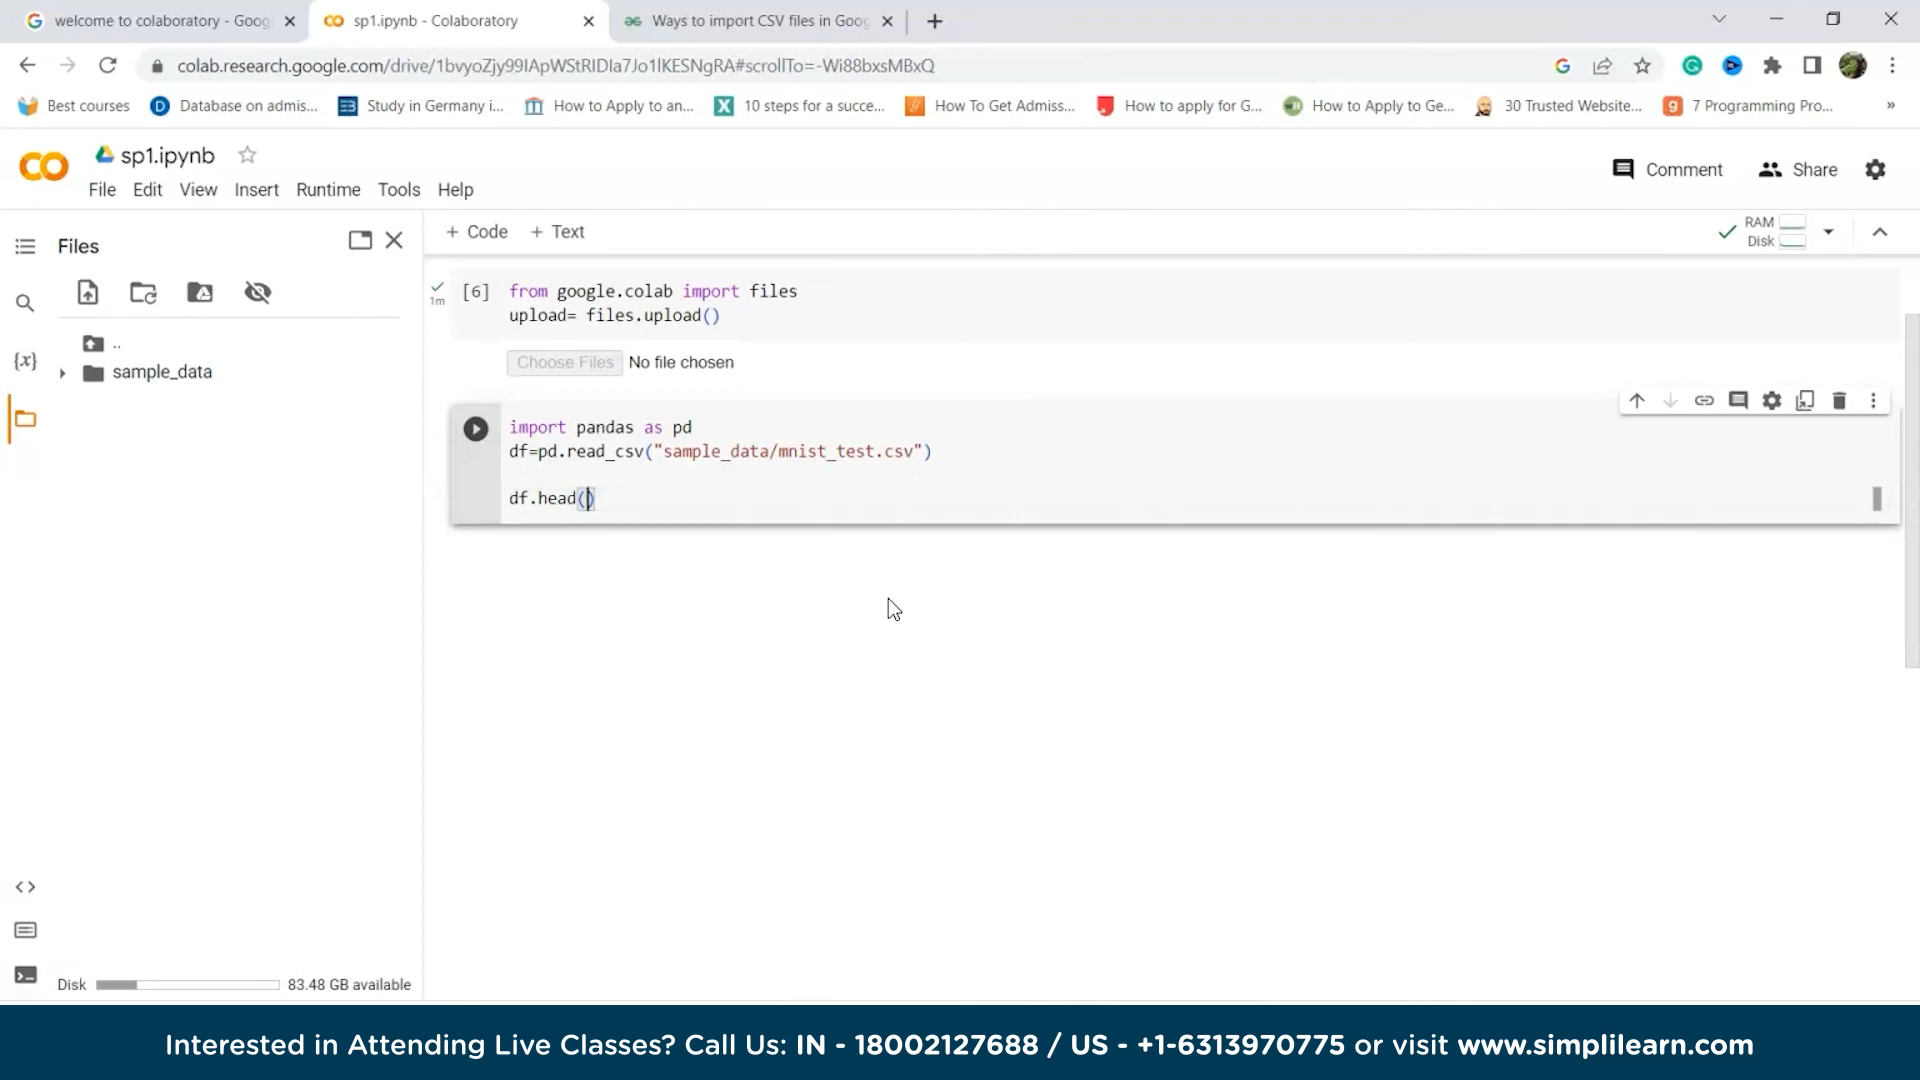 welcome to colaboratory - Goog
sp1.ipynb - Colaboratory
Ways to import CSV files in Goog
colab.research.google.com/drive/1bvyoZjy99IApWStRIDIa7Jo1IKESNgRA#scrollTo=-Wi88bxsMBxQ
Best courses
Database on admis...
Study in Germany i...
How to Apply to an...
10 steps for a succe...
How To Get Admiss...
How to apply for G...
How to Apply to Ge...
30 Trusted Website...
7 Programming Pro...
»
CO
sp1.ipynb
File Edit View Insert Runtime Tools Help
Comment
Share
Files
+ Code + Text
RAM
Disk
..
sample_data
{x}
1m
[6] from google.colab import files
upload= files.upload()
Choose Files No file chosen
import pandas as pd
df=pd.read_csv("sample_data/mnist_test.csv")
df.head()
Disk 83.48 GB available
Interested in Attending Live Classes? Call Us: IN - 18002127688 / US - +1-6313970775 or visit www.simplilearn.com